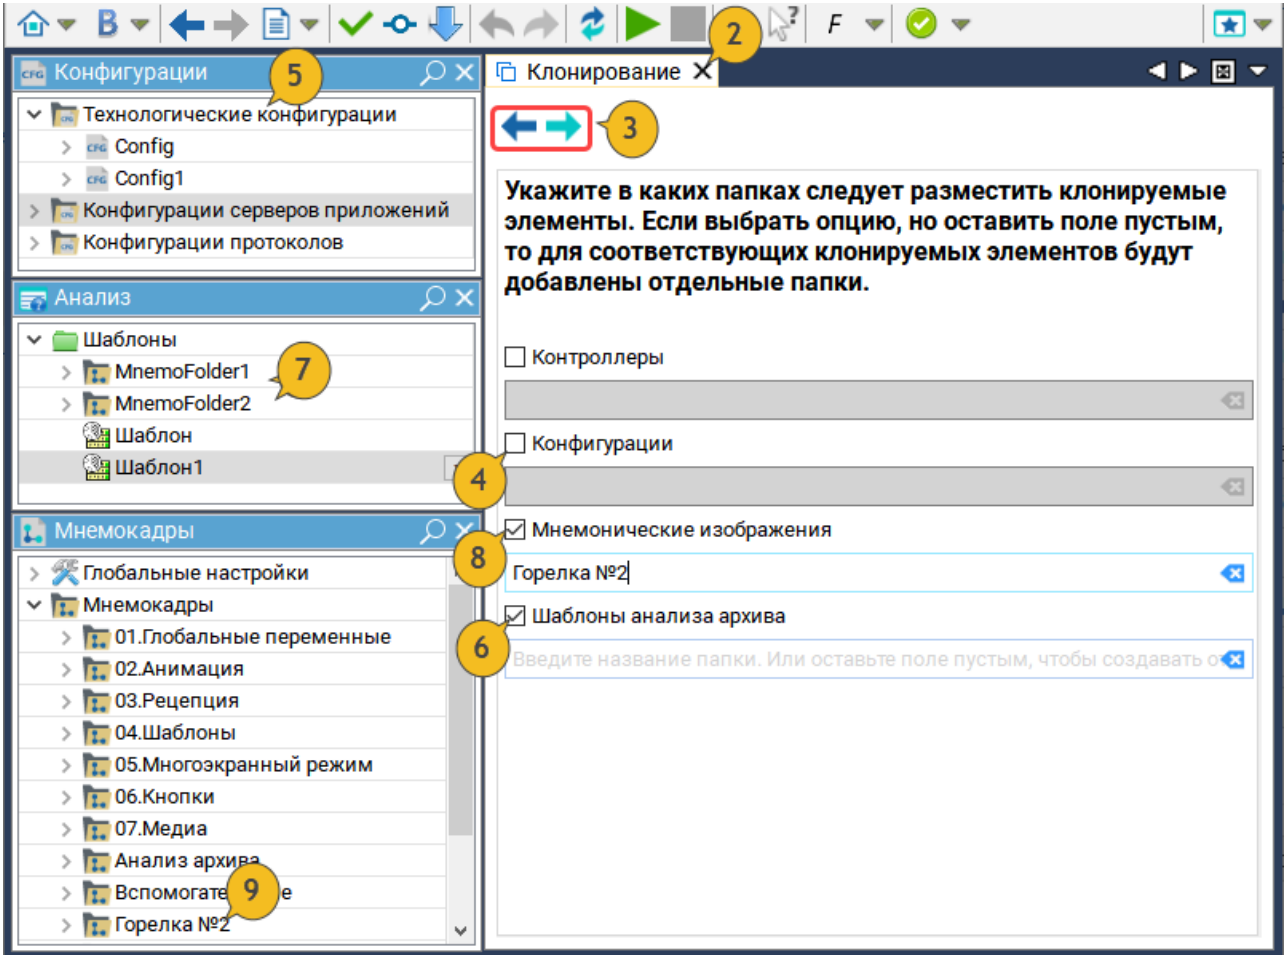 B
F
2
Конфигурации
5
Технологические конфигурации
Config
Config1
Конфигурации серверов приложений
Конфигурации протоколов
Анализ
Шаблоны
MnemoFolder1
7
MnemoFolder2
Шаблон
Шаблон1
Мнемокадры
Глобальные настройки
Мнемокадры
01.Глобальные переменные
02.Анимация
03.Рецепция
04.Шаблоны
05.Многоэкранный режим
06.Кнопки
07.Медиа
Анализ архива
9
Горелка №2
Клонирование
3
Укажите в каких папках следует разместить клонируемые
элементы. Если выбрать опцию, но оставить поле пустым,
то для соответствующих клонируемых элементов будут
добавлены отдельные папки.
Контроллеры
Конфигурации
4
Мнемонические изображения
8
Горелка №2
Шаблоны анализа архива
6
Введите название папки. Или оставьте поле пустым, чтобы создавать о